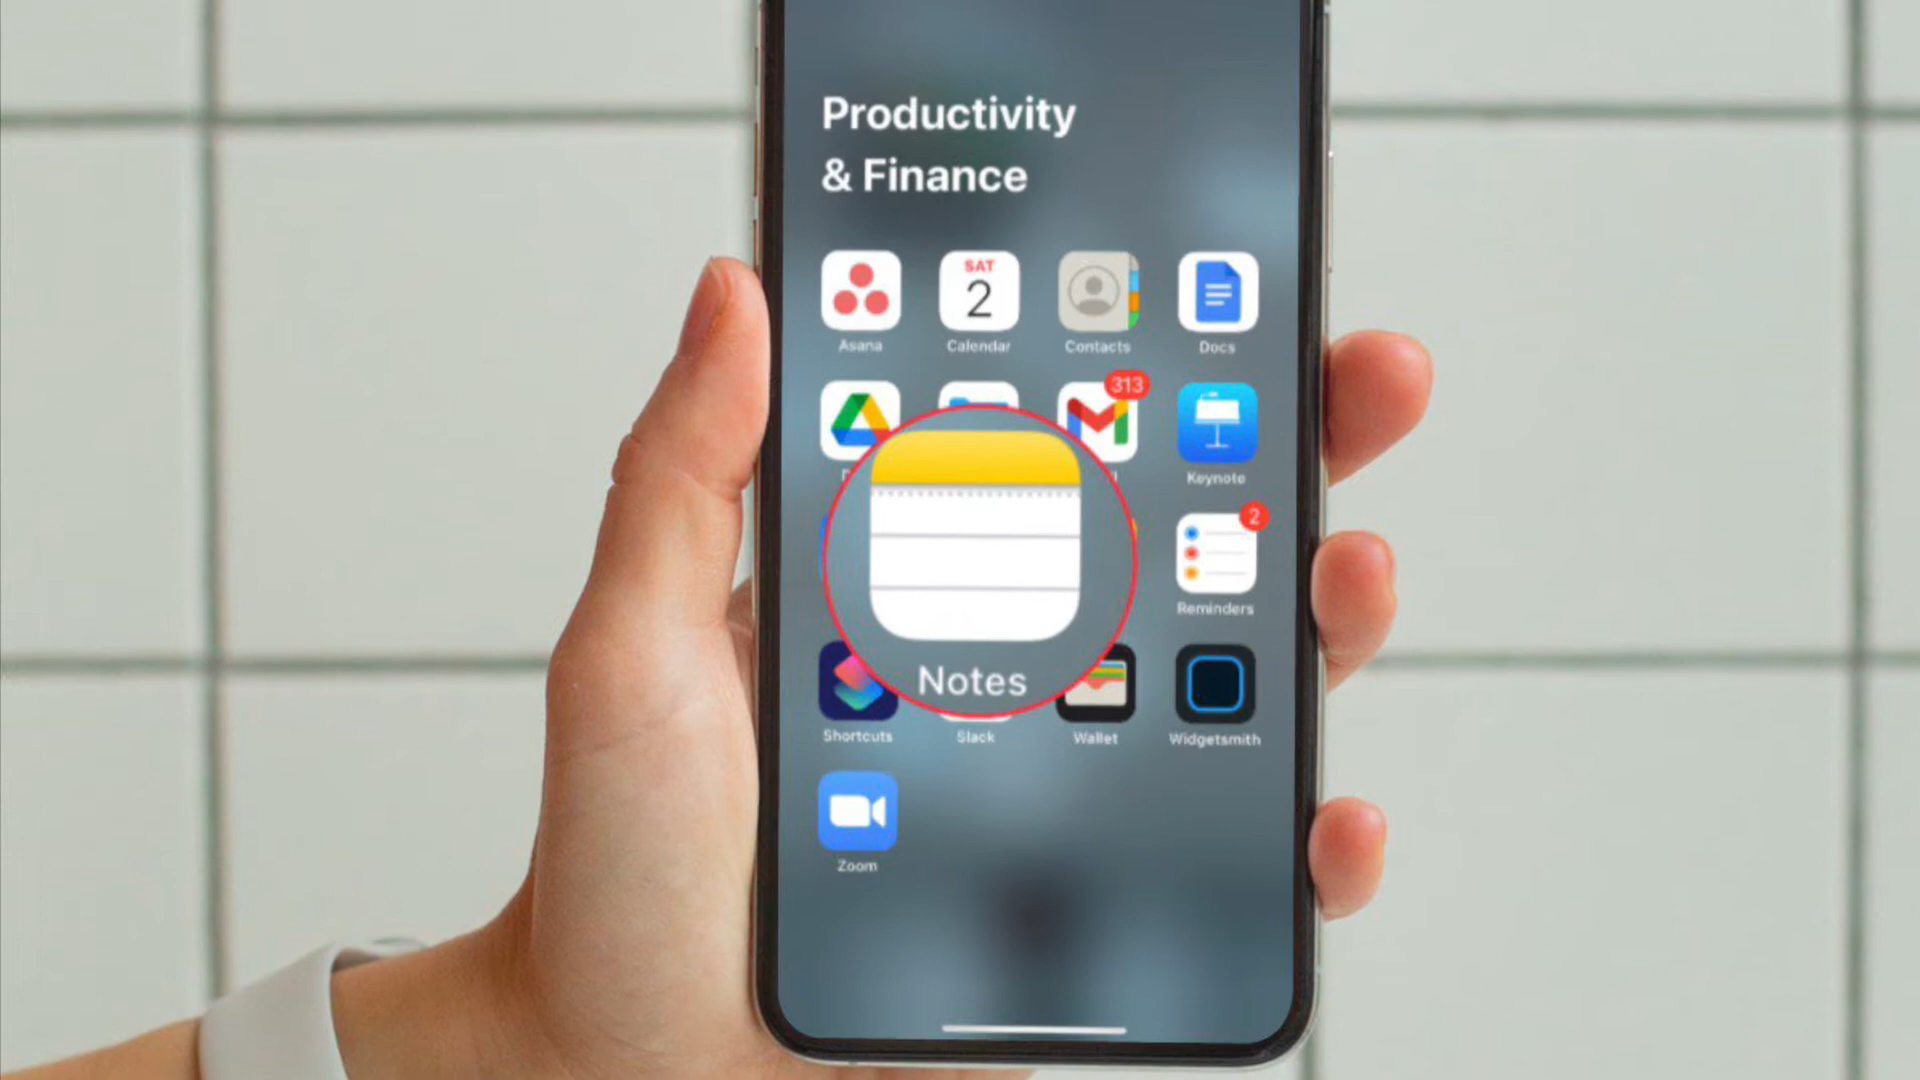 Productivity
& Finance
SAT
2
Asana
Calendar
Contacts
Docs
313
Keynote
2
Reminders
Notes
Shortcuts
Slack
Wallet
Widgetsmith
Zoom